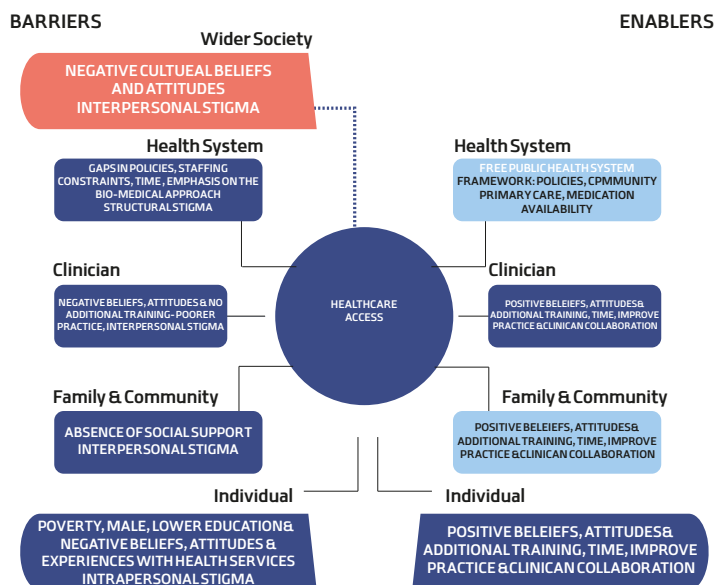 BARRIERS
ENABLERS
Wider Society
NEGATIVE CULTUEAL BELIEFS
AND ATTITUDES
INTERPERSONAL STIGMA
Health System
GAPS IN POLICIES, STAFFING
CONSTRAINTS, TIME, EMPHASIS ON THE
BIO-MEDICAL APPROACH
STRUCTURAL STIGMA
Health System
FREE PUBLIC HEALTH SYSTEM
FRAMEWORK: POLICIES, CPMMUNITY
PRIMARY CARE, MEDICATION
AVAILABILITY
Clinician
NEGATIVE BELIEFS, ATTITUDES & NO
ADDITIONAL TRAINING- POORER
PRACTICE, INTERPERSONAL STIGMA
HEALTHCARE
ACCESS
Clinician
POSITIVE BELEIEFS, ATTITUDES&
ADDITIONAL TRAINING, TIME, IMPROVE
PRACTICE &CLINICAN COLLABORATION
Family & Community
ABSENCE OF SOCIAL SUPPORT
INTERPERSONAL STIGMA
Family & Community
POSITIVE BELEIEFS, ATTITUDES&
ADDITIONAL TRAINING, TIME, IMPROVE
PRACTICE &CLINICAN COLLABORATION
Individual
POVERTY, MALE, LOWER EDUCATION&
NEGATIVE BELIEFS, ATTITUDES &
EXPERIENCES WITH HEALTH SERVICES
INTRAPERSONAL STIGMA
Individual
POSITIVE BELEIEFS, ATTITUDES&
ADDITIONAL TRAINING, TIME, IMPROVE
PRACTICE &CLINICAN COLLABORATION